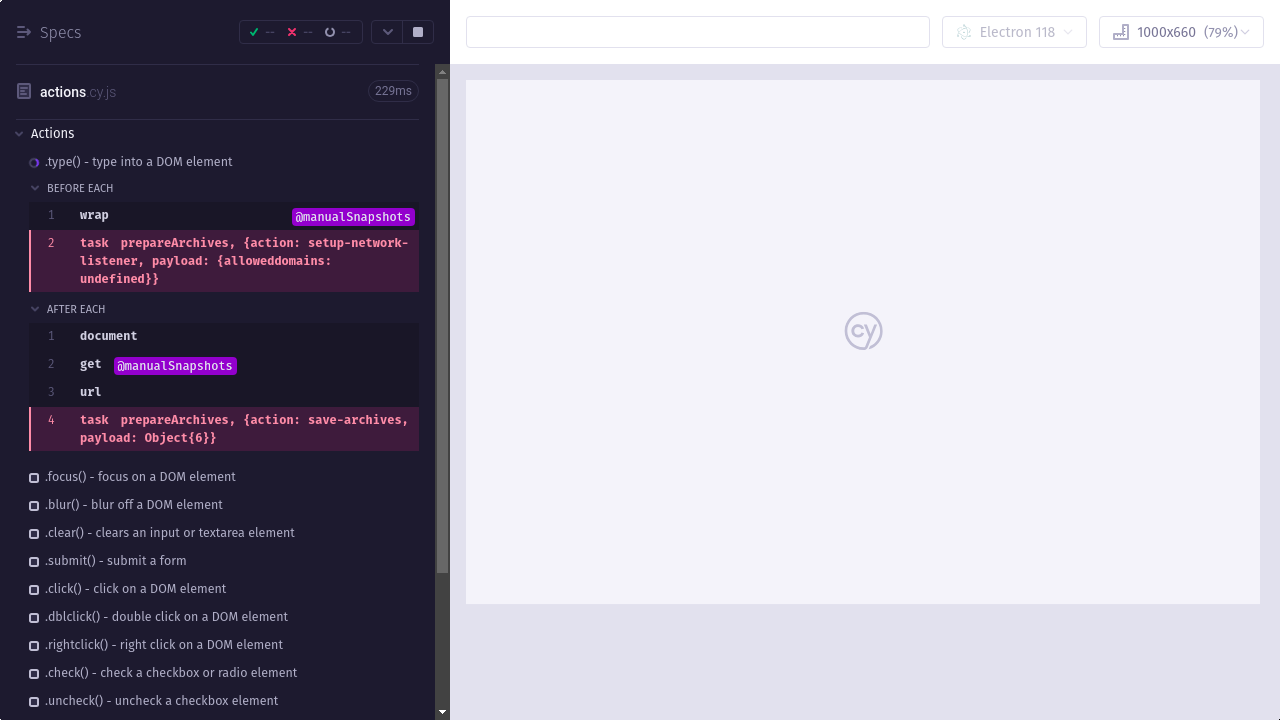 Specs
--
--
--
Electron 118
1000x660 (79%)
actions.cy.js
229ms
Actions
.type() - type into a DOM element
BEFORE EACH
1 wrap @manualSnapshots
2 task prepareArchives, {action: setup-network-
listener, payload: {alloweddomains:
undefined}}
AFTER EACH
1 document
2 get @manualSnapshots
3 url
4 task prepareArchives, {action: save-archives,
payload: Object{6}}
.focus() - focus on a DOM element
.blur() - blur off a DOM element
.clear() - clears an input or textarea element
.submit() - submit a form
.click() - click on a DOM element
.dblclick() - double click on a DOM element
.rightclick() - right click on a DOM element
.check() - check a checkbox or radio element
.uncheck() - uncheck a checkbox element
cy